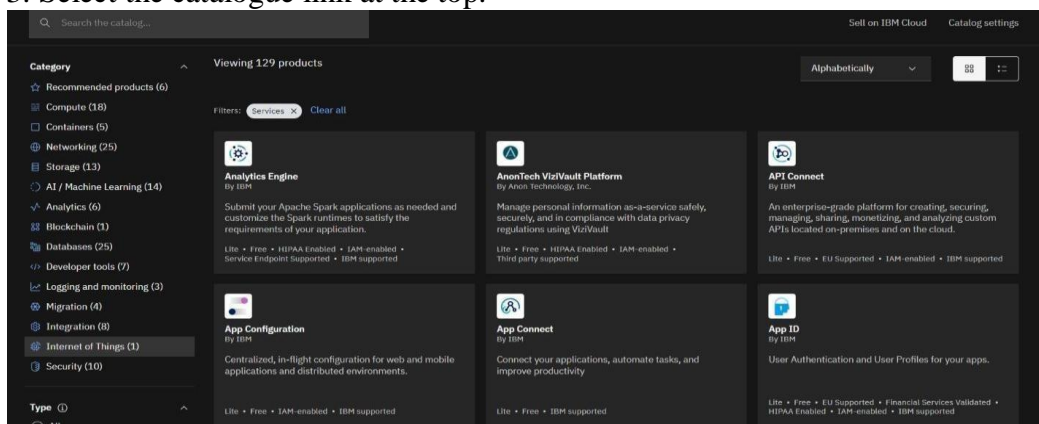 3. Select the catalogue link at the top.
Search the catalog...
Sell on IBM Cloud
Catalog settings
Category
Recommended products (6)
Compute (18)
Containers (5)
Networking (25)
Storage (13)
AI / Machine Learning (14)
Analytics (6)
Blockchain (1)
Databases (25)
Developer tools (7)
Logging and monitoring (3)
Migration (4)
Integration (8)
Internet of Things (1)
Security (10)
Type
Viewing 129 products
Alphabetically
Filters: Services × Clear all
Analytics Engine
By IBM
Submit your Apache Spark applications as needed and
customize the Spark runtimes to satisfy the
requirements of your application.
Lite • Free • HIPAA Enabled • IAM-enabled •
Service Endpoint Supported • IBM supported
AnonTech ViziVault Platform
By Anon Technology, Inc.
Manage personal information as-a-service safely,
securely, and in compliance with data privacy
regulations using ViziVault
Lite • Free • HIPAA Enabled • IAM-enabled •
Third party supported
API Connect
By IBM
An enterprise-grade platform for creating, securing,
managing, sharing, monetizing, and analyzing custom
APIs located on-premises and on the cloud.
Lite • Free • EU Supported • IAM-enabled • IBM supported
App Configuration
By IBM
Centralized, in-flight configuration for web and mobile
applications and distributed environments.
Lite • Free • IAM-enabled • IBM supported
App Connect
By IBM
Connect your applications, automate tasks, and
improve productivity
Lite • Free • IBM supported
App ID
By IBM
User Authentication and User Profiles for your apps.
Lite • Free • EU Supported • Financial Services Validated •
HIPAA Enabled • IAM-enabled • IBM supported